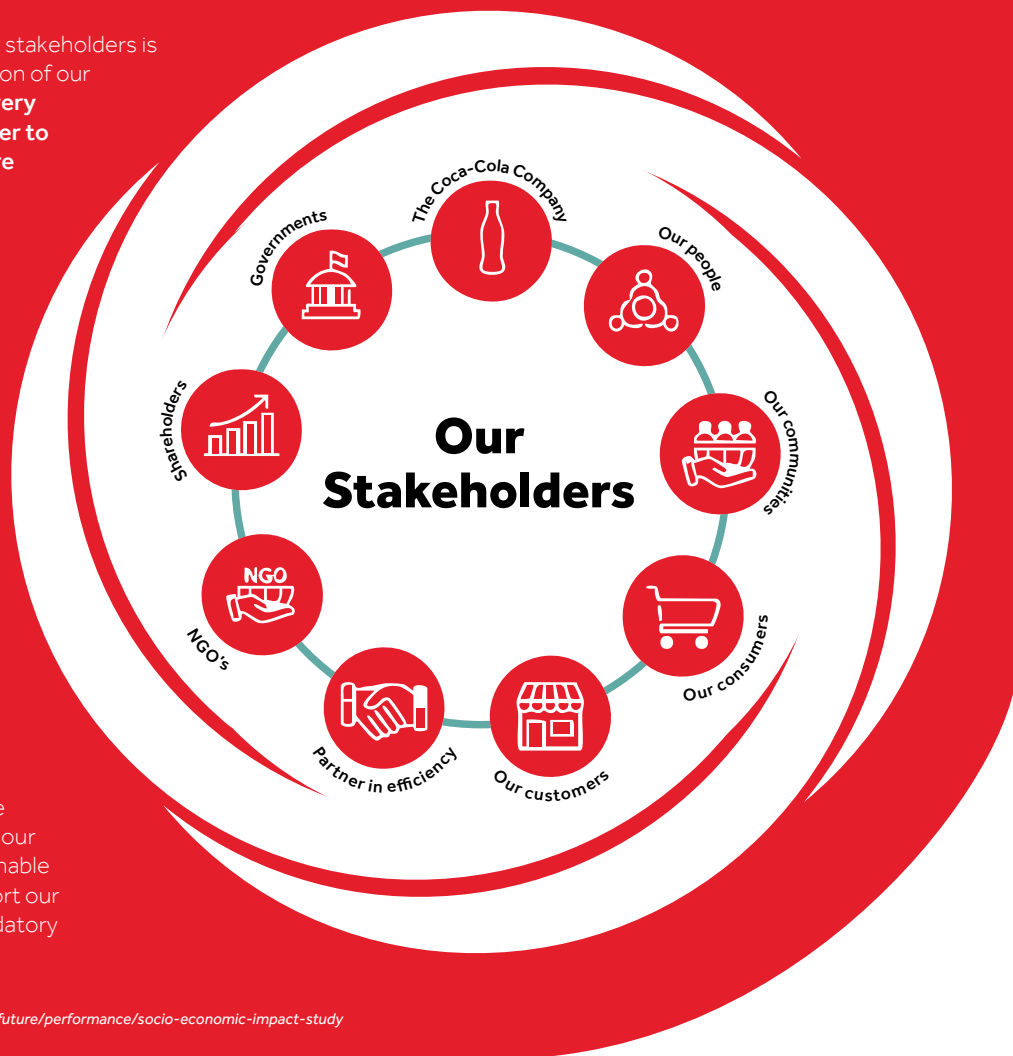 stakeholders is
on of our
very
er to
re
The Coca-Cola Company
Our people
Our communities
Our consumers
Our customers
Partner in efficiency
NGO's
NGO
Shareholders
Governments
Our
Stakeholders
e
our
nable
rt our
datory
future/performance/socio-economic-impact-study